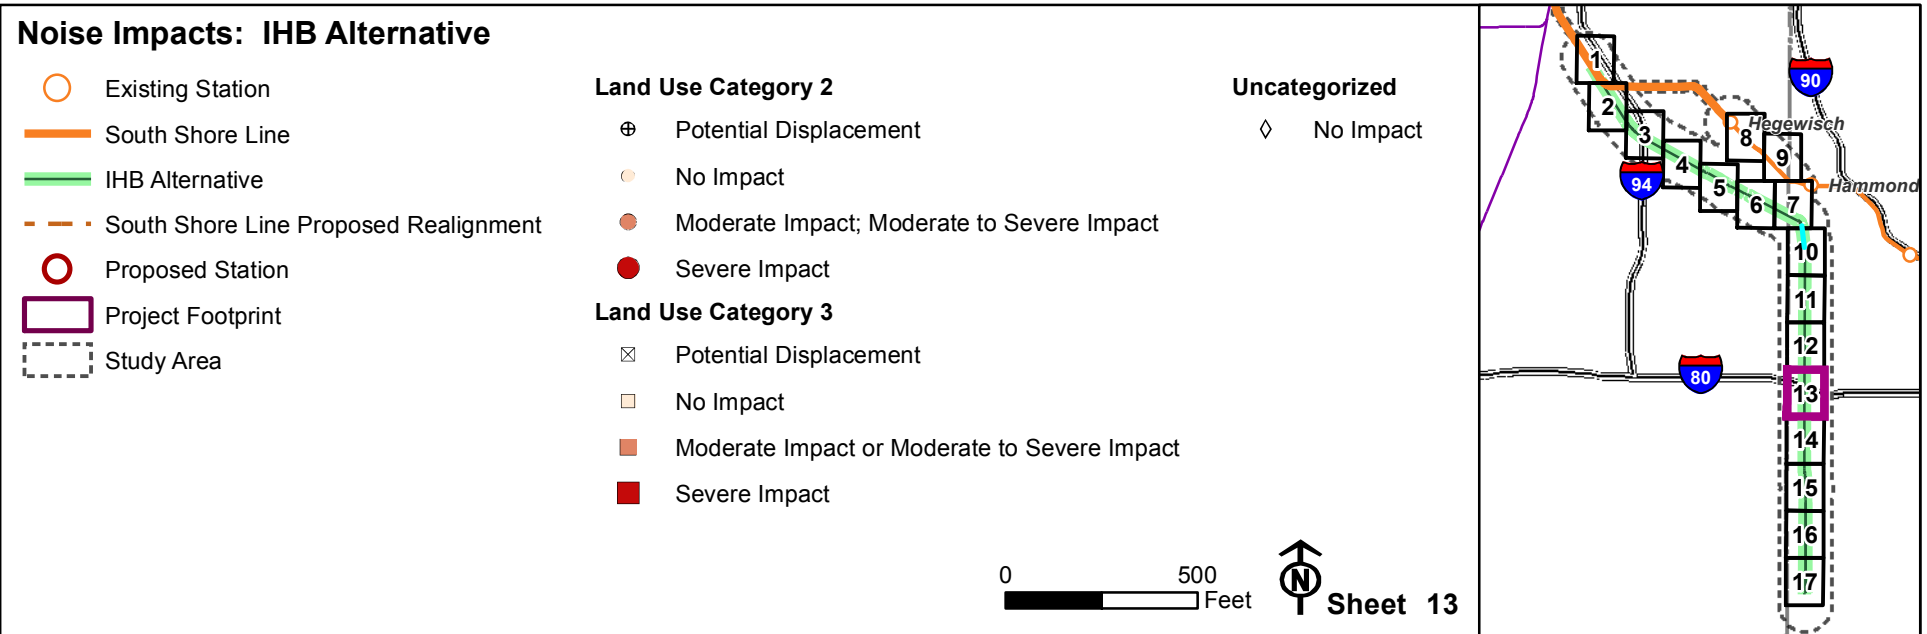 Noise Impacts: IHB Alternative
Existing Station
South Shore Line
IHB Alternative
South Shore Line Proposed Realignment
Proposed Station
Project Footprint
Study Area
Land Use Category 2
Potential Displacement
No Impact
Moderate Impact; Moderate to Severe Impact
Severe Impact
Land Use Category 3
Potential Displacement
No Impact
Moderate Impact or Moderate to Severe Impact
Severe Impact
Uncategorized
No Impact
0 500
Feet
N
Sheet 13
1
90
2
Hegewisch
3
8
9
4
94
5
Hammond
6
7
10
11
12
80
13
14
15
16
17